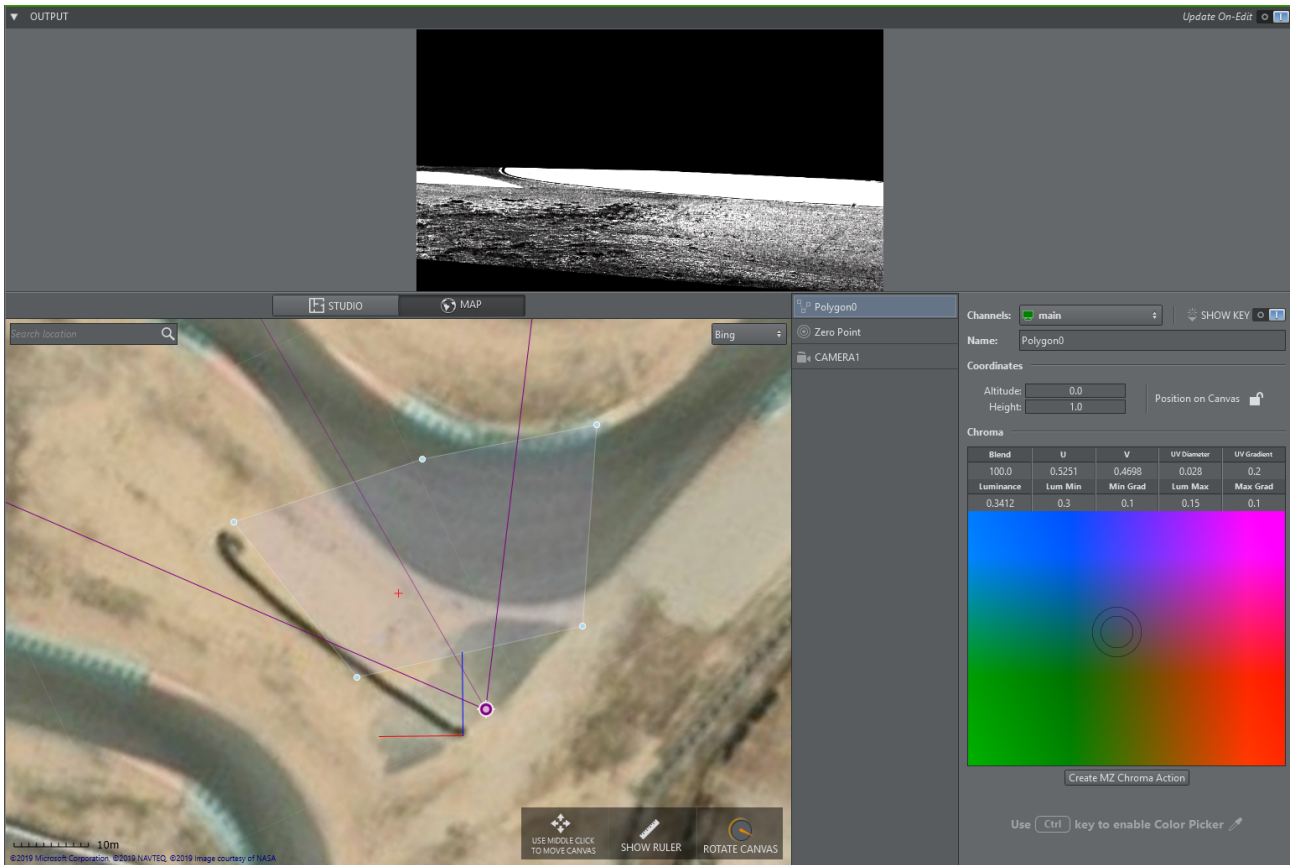 OUTPUT
Update On-Edit
STUDIO
MAP
Search location
Bing
Polygon0
Zero Point
CAMERA1
Channels: main SHOW KEY
Name: Polygon0
Coordinates
Altitude: 0.0
Height: 1.0
Position on Canvas
Chroma
Blend U V UV Diameter UV Gradient
100.0 0.5251 0.4698 0.028 0.2
Luminance Lum Min Min Grad Lum Max Max Grad
0.3412 0.3 0.1 0.15 0.1
Create MZ Chroma Action
Use Ctrl key to enable Color Picker
USE MIDDLE CLICK
TO MOVE CANVAS
SHOW RULER
ROTATE CANVAS
10m
©2019 Microsoft Corporation, ©2019 NAVTEQ, ©2019 Image courtesy of NASA